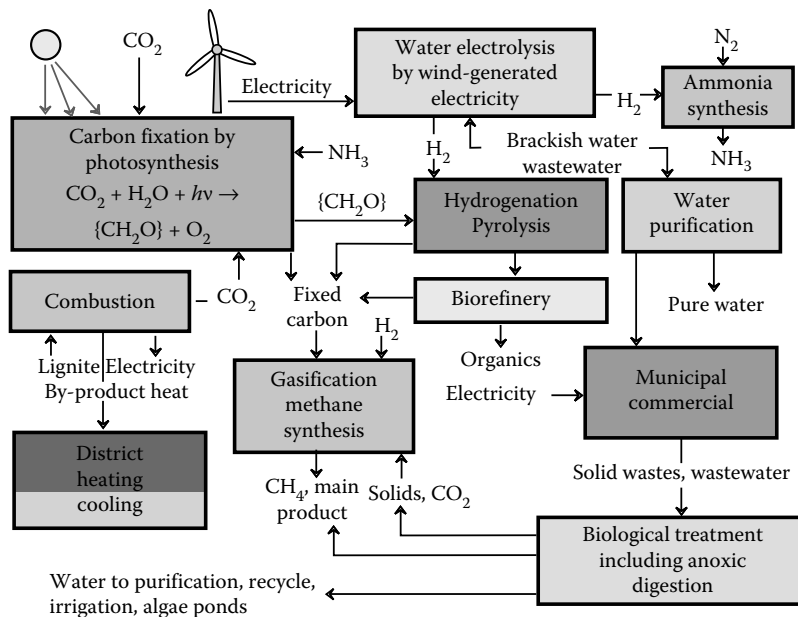 CO₂
Electricity
Water electrolysis
by wind-generated
electricity
H₂
N₂
Ammonia
synthesis
NH₃
Carbon fixation by
photosynthesis
CO₂ + H₂O + hν →
{CH₂O} + O₂
NH₃
H₂
Brackish water
wastewater
{CH₂O}
Hydrogenation
Pyrolysis
Water
purification
Combustion
CO₂
Fixed
carbon
Biorefinery
Pure water
H₂
Organics
Lignite Electricity
By-product heat
Gasification
methane
synthesis
Electricity
Municipal
commercial
District
heating
cooling
CH₄, main
product
Solids, CO₂
Solid wastes, wastewater
Biological treatment
including anoxic
digestion
Water to purification, recycle,
irrigation, algae ponds